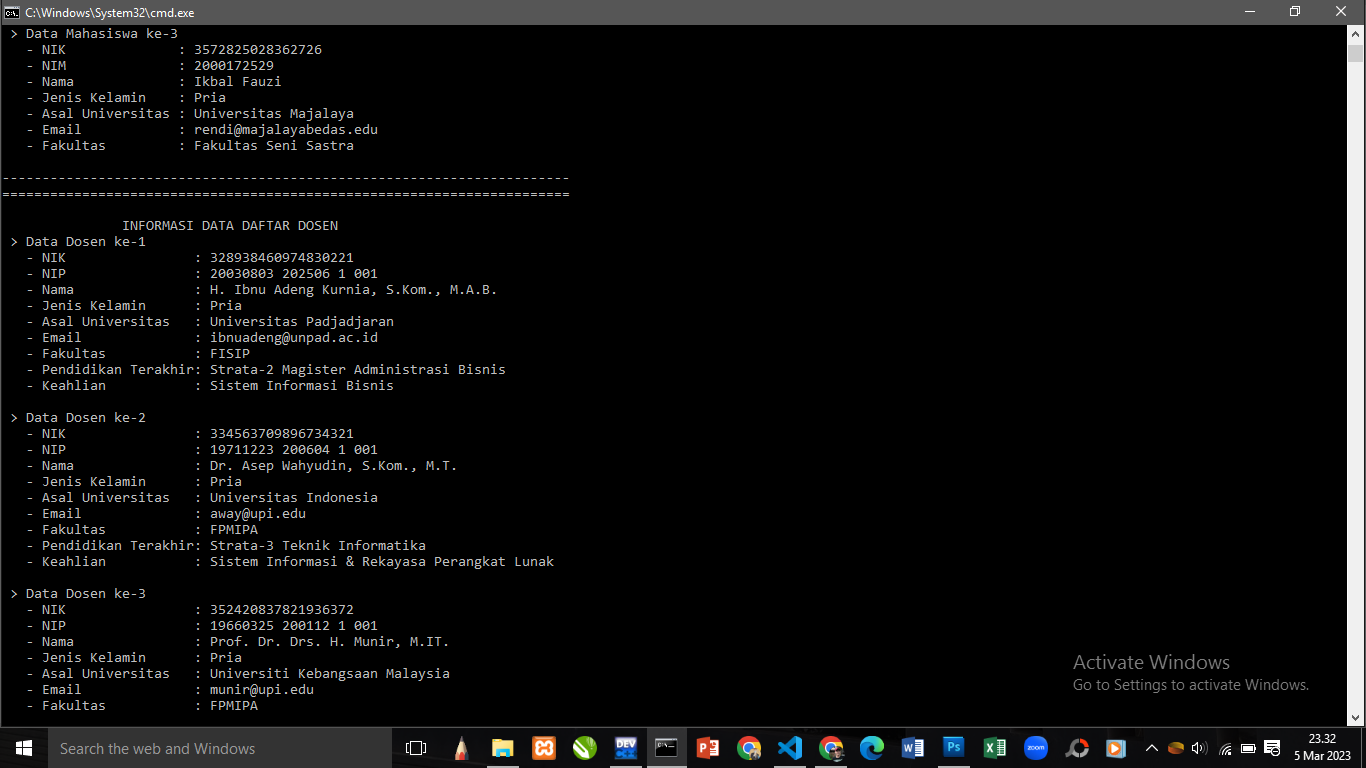 C:\Windows\System32\cmd.exe
> Data Mahasiswa ke-3
- NIK : 3572825028362726
- NIM : 2000172529
- Nama : Ikbal Fauzi
- Jenis Kelamin : Pria
- Asal Universitas : Universitas Majalaya
- Email : rendi@majalayabedas.edu
- Fakultas : Fakultas Seni Sastra
-----------------------------------------------------------------------
=======================================================================
INFORMASI DATA DAFTAR DOSEN
> Data Dosen ke-1
- NIK : 328938460974830221
- NIP : 20030803 202506 1 001
- Nama : H. Ibnu Adeng Kurnia, S.Kom., M.A.B.
- Jenis Kelamin : Pria
- Asal Universitas : Universitas Padjadjaran
- Email : ibnuadeng@unpad.ac.id
- Fakultas : FISIP
- Pendidikan Terakhir: Strata-2 Magister Administrasi Bisnis
- Keahlian : Sistem Informasi Bisnis
> Data Dosen ke-2
- NIK : 334563709896734321
- NIP : 19711223 200604 1 001
- Nama : Dr. Asep Wahyudin, S.Kom., M.T.
- Jenis Kelamin : Pria
- Asal Universitas : Universitas Indonesia
- Email : away@upi.edu
- Fakultas : FPMIPA
- Pendidikan Terakhir: Strata-3 Teknik Informatika
- Keahlian : Sistem Informasi & Rekayasa Perangkat Lunak
> Data Dosen ke-3
- NIK : 352420837821936372
- NIP : 19660325 200112 1 001
- Nama : Prof. Dr. Drs. H. Munir, M.IT.
- Jenis Kelamin : Pria
- Asal Universitas : Universiti Kebangsaan Malaysia
- Email : munir@upi.edu
- Fakultas : FPMIPA
Activate Windows
Go to Settings to activate Windows.
Search the web and Windows
DEV
zoom
Ps
23.32
5 Mar 2023